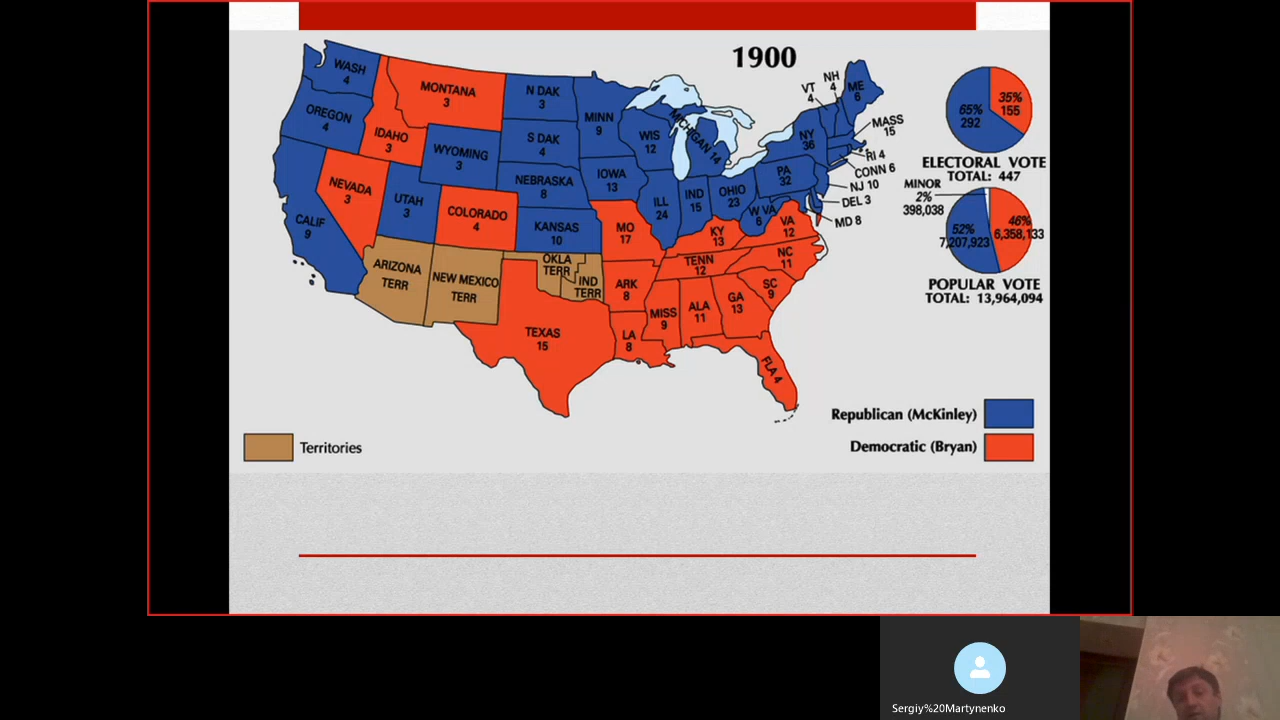 1900
WASH
4
OREGON
4
CALIF
9
NEVADA
3
IDAHO
3
MONTANA
3
WYOMING
3
UTAH
3
COLORADO
4
ARIZONA
TERR
NEW MEXICO
TERR
N DAK
3
S DAK
4
NEBRASKA
8
KANSAS
10
OKLA
TERR
IND
TERR
TEXAS
15
MINN
9
IOWA
13
MO
17
ARK
8
LA
8
WIS
12
ILL
24
MICHIGAN 14
IND
15
OHIO
23
KY
13
TENN
12
MISS
9
ALA
11
GA
13
FLA 4
SC
9
NC
11
VA
12
W VA
6
PA
32
NY
36
VT
4
NH
4
ME
6
MASS
15
RI 4
CONN 6
NJ 10
DEL 3
MD 8
65%
292
35%
155
ELECTORAL VOTE
TOTAL: 447
MINOR
2%
398,038
52%
7,207,923
46%
6,358,133
POPULAR VOTE
TOTAL: 13,964,094
Republican (McKinley)
Democratic (Bryan)
Territories
Sergiy%20Martynenko